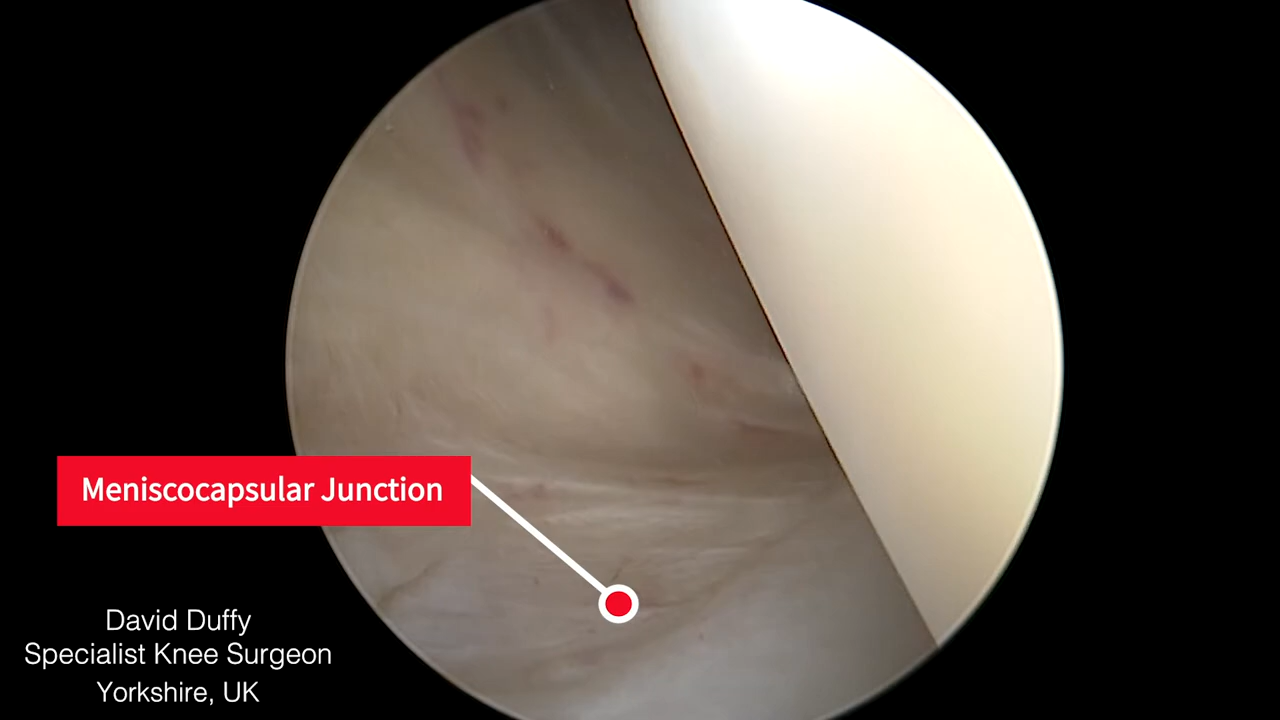 Meniscocapsular Junction
David Duffy
Specialist Knee Surgeon
Yorkshire, UK